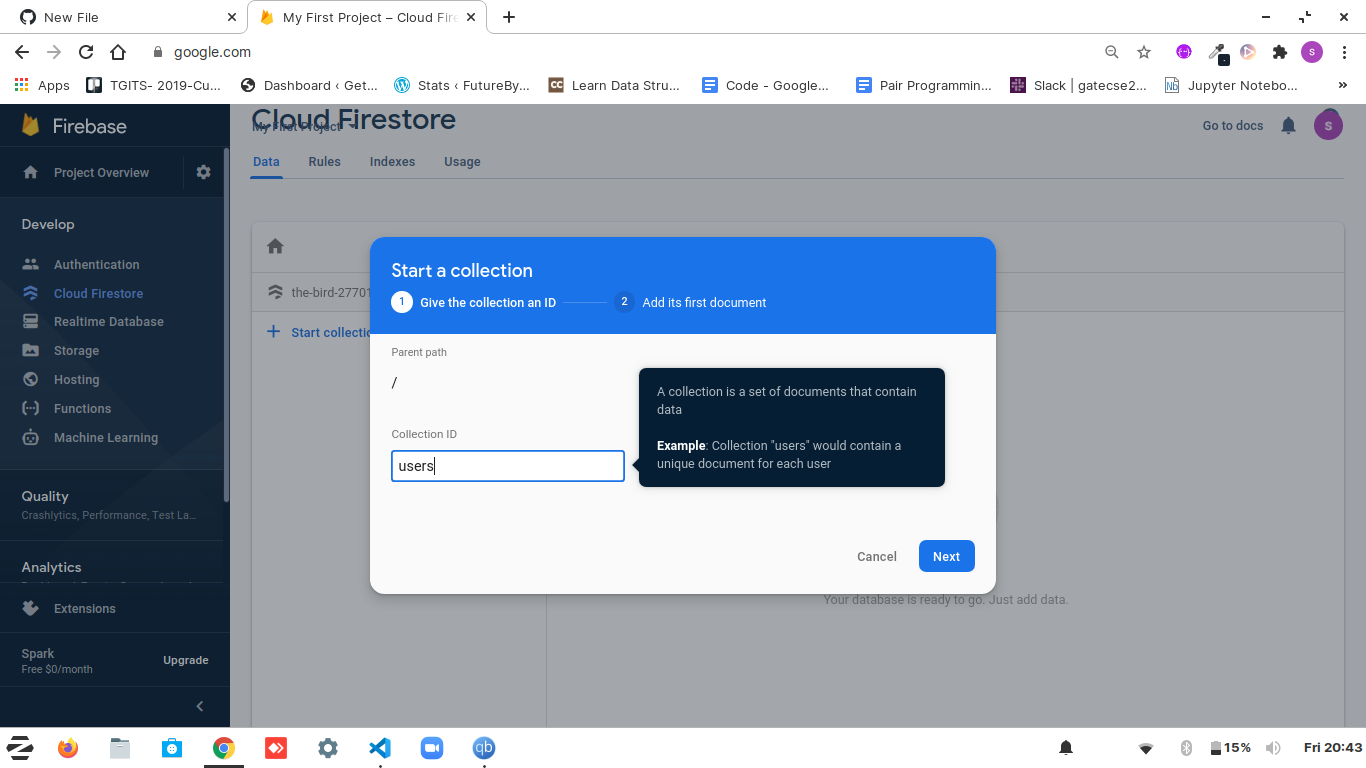 New File
My First Project – Cloud Fire
google.com
s
Apps
TGITS- 2019-Cu...
Dashboard ‹ Get...
Stats ‹ FutureBy...
CC
Learn Data Stru...
Code - Google...
Pair Programmin...
Slack | gatecse2...
Nb
Jupyter Notebo...
»
Firebase
Cloud Firestore
My First Project
Go to docs
S
Project Overview
Data
Rules
Indexes
Usage
Develop
Authentication
Cloud Firestore
Realtime Database
Storage
Hosting
Functions
Machine Learning
Quality
Crashlytics, Performance, Test La...
Analytics
Extensions
Spark
Free $0/month
Upgrade
the-bird-27701
+ Start collectio
Start a collection
1 Give the collection an ID
2 Add its first document
Parent path
/
Collection ID
users
A collection is a set of documents that contain
data
Example: Collection "users" would contain a
unique document for each user
Cancel
Next
Your database is ready to go. Just add data.
qb
15%
Fri 20:43